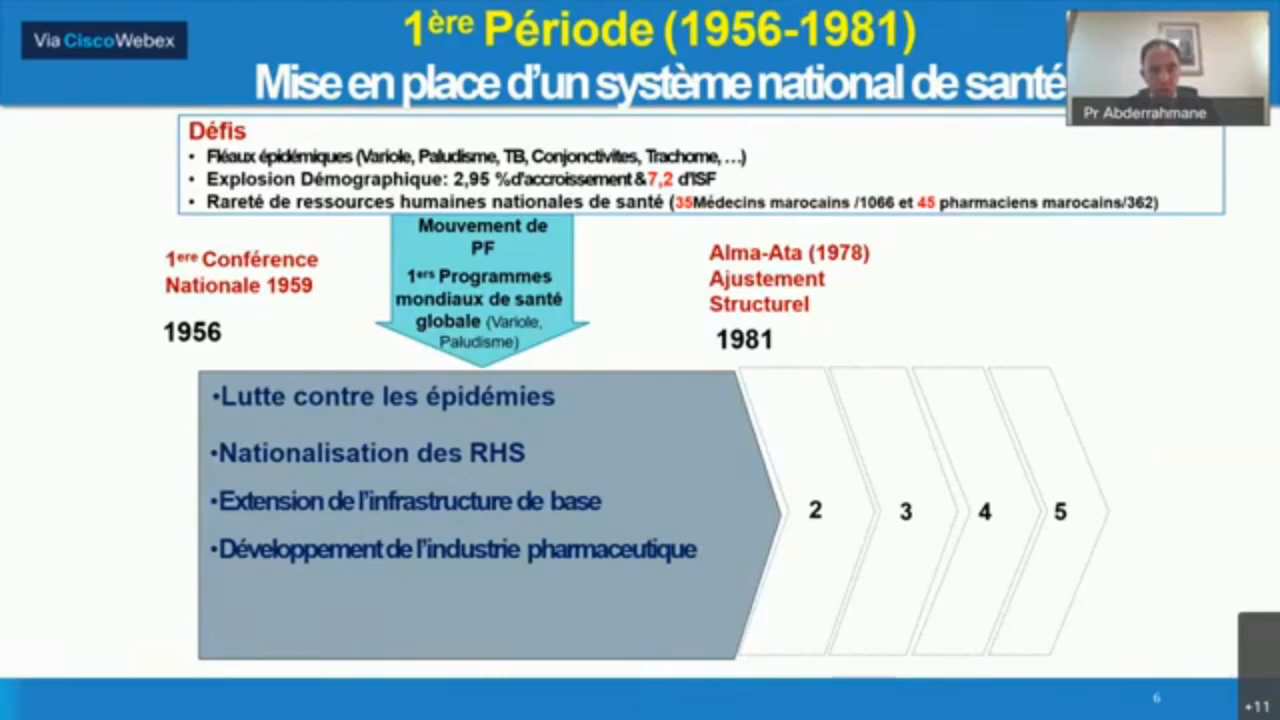 Via CiscoWebex
1ère Période (1956-1981)
Mise en place d'un système national de santé
Pr Abderrahmane
Défis
• Fléaux épidémiques (Variole, Paludisme, TB, Conjonctivites, Trachome, …)
• Explosion Démographique: 2,95 %d'accroissement &7,2 d'ISF
• Rareté de ressources humaines nationales de santé (35Médecins marocains /1066 et 45 pharmaciens marocains/362)
Mouvement de
PF
1ers Programmes
mondiaux de santé
globale (Variole,
Paludisme)
1ere Conférence
Nationale 1959
1956
Alma-Ata (1978)
Ajustement
Structurel
1981
•Lutte contre les épidémies
•Nationalisation des RHS
•Extension de l'infrastructure de base
•Développement de l'industrie pharmaceutique
2
3
4
5
6
+11